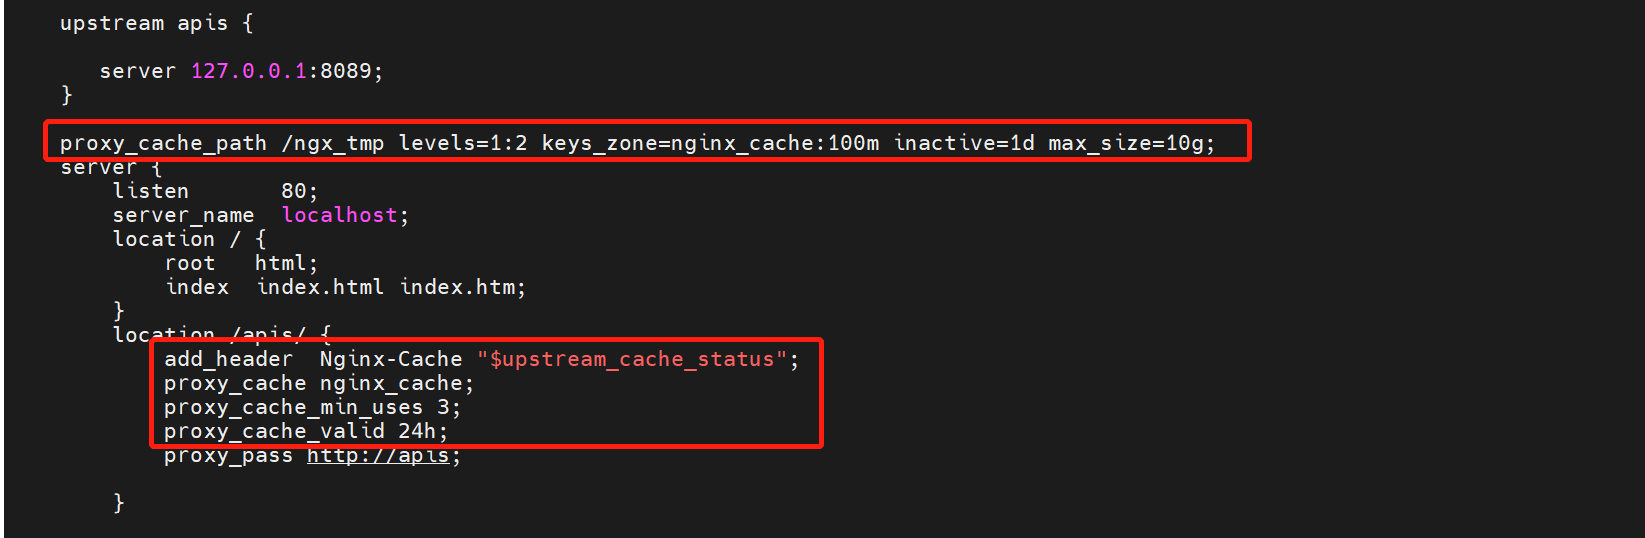 upstream apis {
server 127.0.0.1:8089;
}
proxy_cache_path /ngx_tmp levels=1:2 keys_zone=nginx_cache:100m inactive=1d max_size=10g;
server {
listen 80;
server_name localhost;
location / {
root html;
index index.html index.htm;
}
location /apis/ {
add_header Nginx-Cache "$upstream_cache_status";
proxy_cache nginx_cache;
proxy_cache_min_uses 3;
proxy_cache_valid 24h;
proxy_pass http://apis;
}